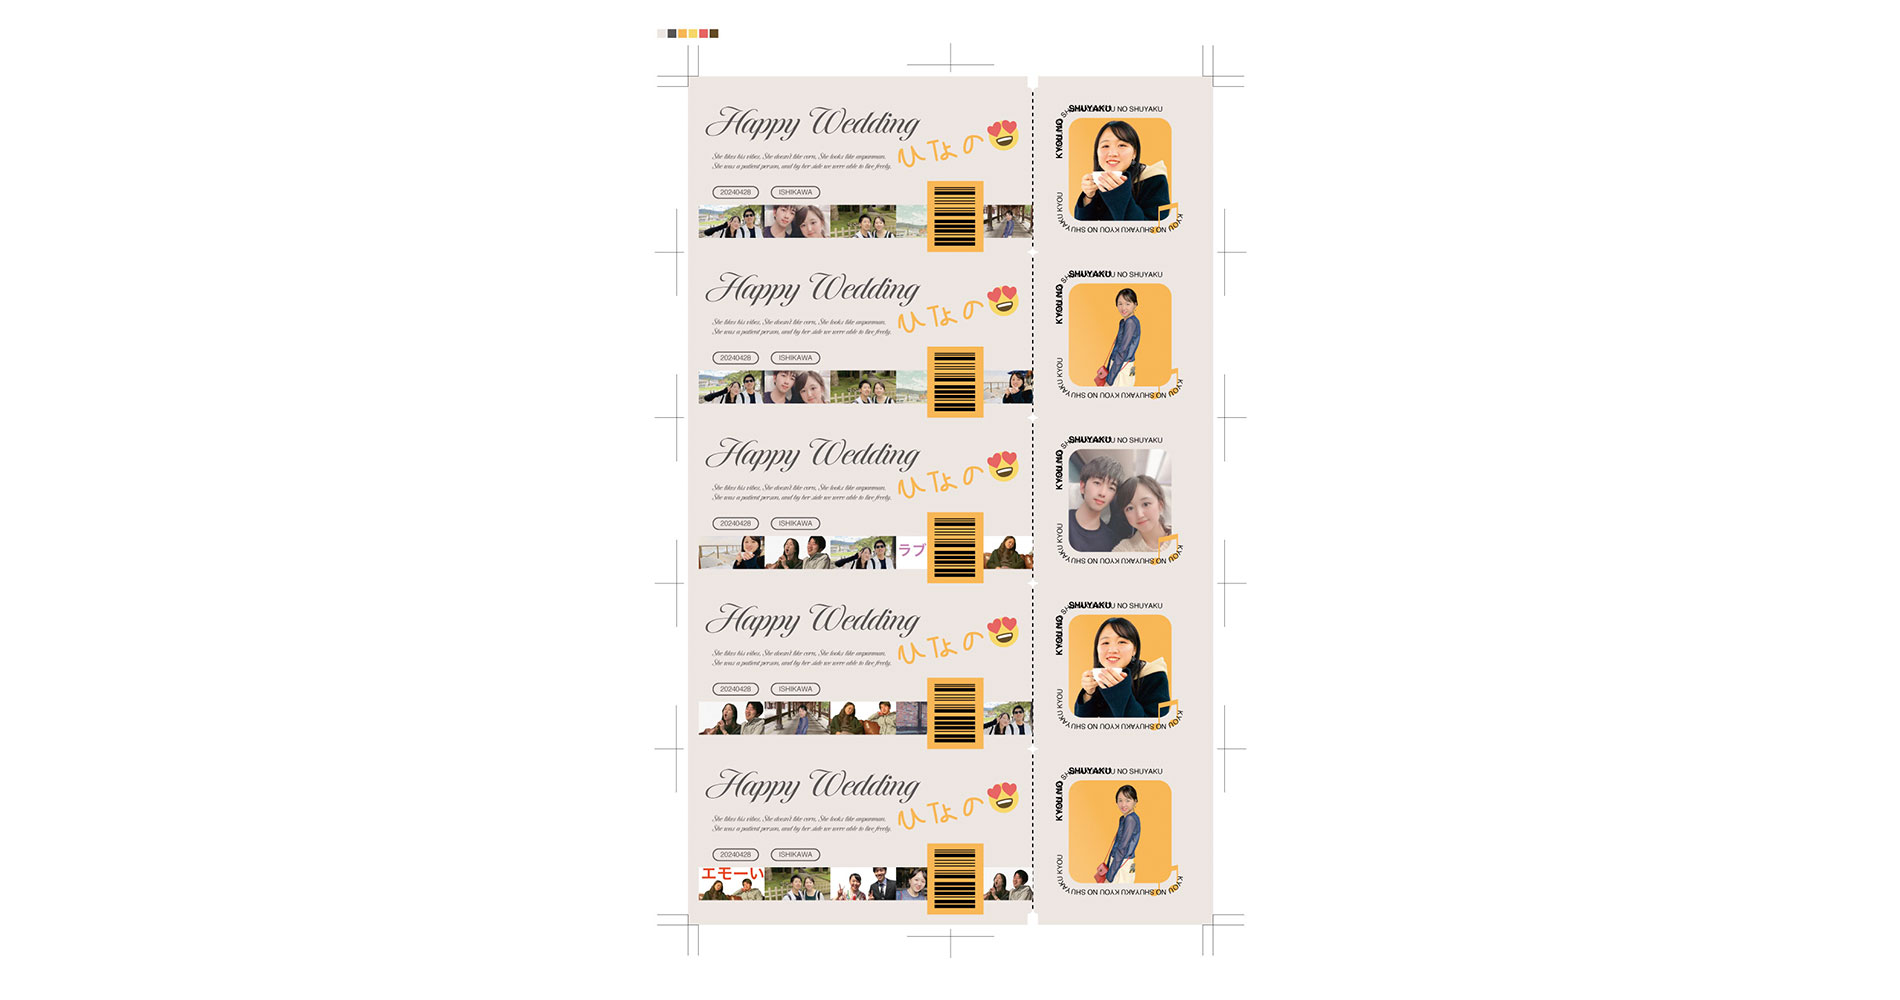 Happy Wedding
ひなの
She likes his vibes, She doesn't like corn, She looks like anpanman.
She was a patient person, and by her side we were able to live freely.
20240428
ISHIKAWA
KYOU NO
SHUYAKU
KYOU NO SHUYAKU KYOU NO SHUYAKU KYOU NO SHUYAKU
Happy Wedding
ひなの
She likes his vibes, She doesn't like corn, She looks like anpanman.
She was a patient person, and by her side we were able to live freely.
20240428
ISHIKAWA
KYOU NO
SHUYAKU
KYOU NO SHUYAKU KYOU NO SHUYAKU KYOU NO SHUYAKU
Happy Wedding
ひなの
She likes his vibes, She doesn't like corn, She looks like anpanman.
She was a patient person, and by her side we were able to live freely.
20240428
ISHIKAWA
ラブ
KYOU NO
SHUYAKU
KYOU NO SHUYAKU KYOU NO SHUYAKU KYOU NO SHUYAKU
Happy Wedding
ひなの
She likes his vibes, She doesn't like corn, She looks like anpanman.
She was a patient person, and by her side we were able to live freely.
20240428
ISHIKAWA
KYOU NO
SHUYAKU
KYOU NO SHUYAKU KYOU NO SHUYAKU KYOU NO SHUYAKU
Happy Wedding
ひなの
She likes his vibes, She doesn't like corn, She looks like anpanman.
She was a patient person, and by her side we were able to live freely.
20240428
ISHIKAWA
エモーい
KYOU NO
SHUYAKU
KYOU NO SHUYAKU KYOU NO SHUYAKU KYOU NO SHUYAKU